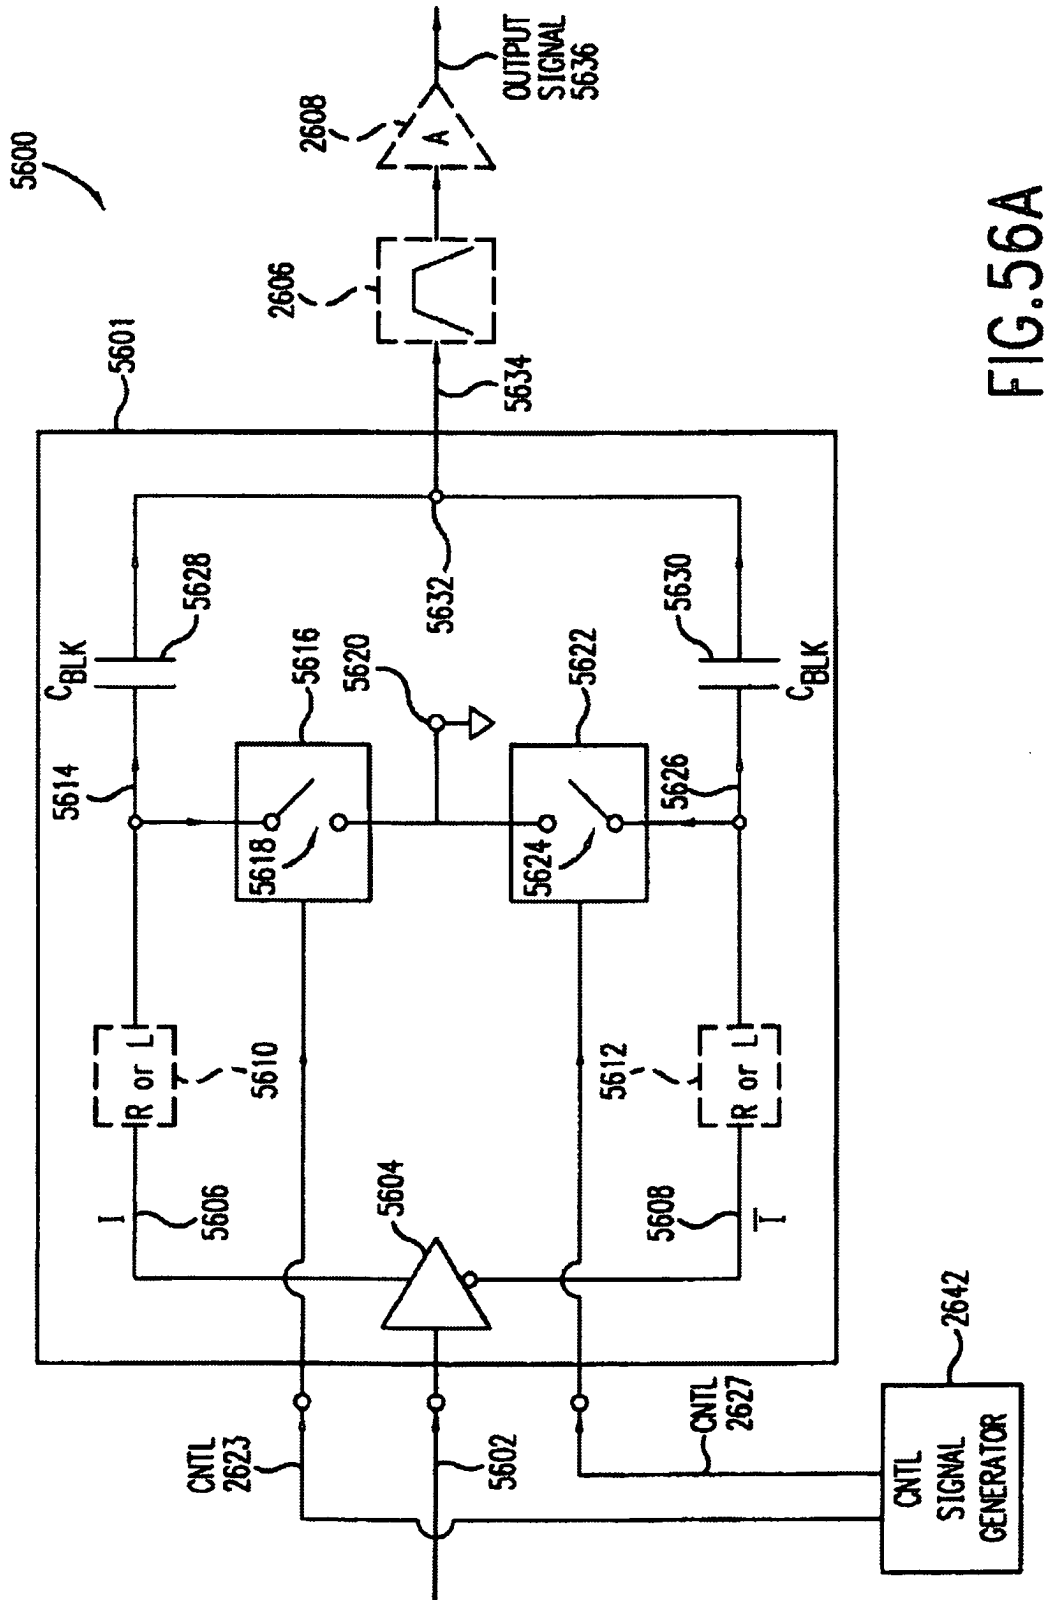 5600
5601
C BLK
5628
5614
5616
5618
5620
5632
5634
2606
2608
A
OUTPUT
SIGNAL
5636
R or L
5610
I
5606
5604
5622
5624
5626
5630
C BLK
R or L
5612
5608
I
CNTL
2623
5602
CNTL
2627
2642
CNTL
SIGNAL
GENERATOR
FIG.56A